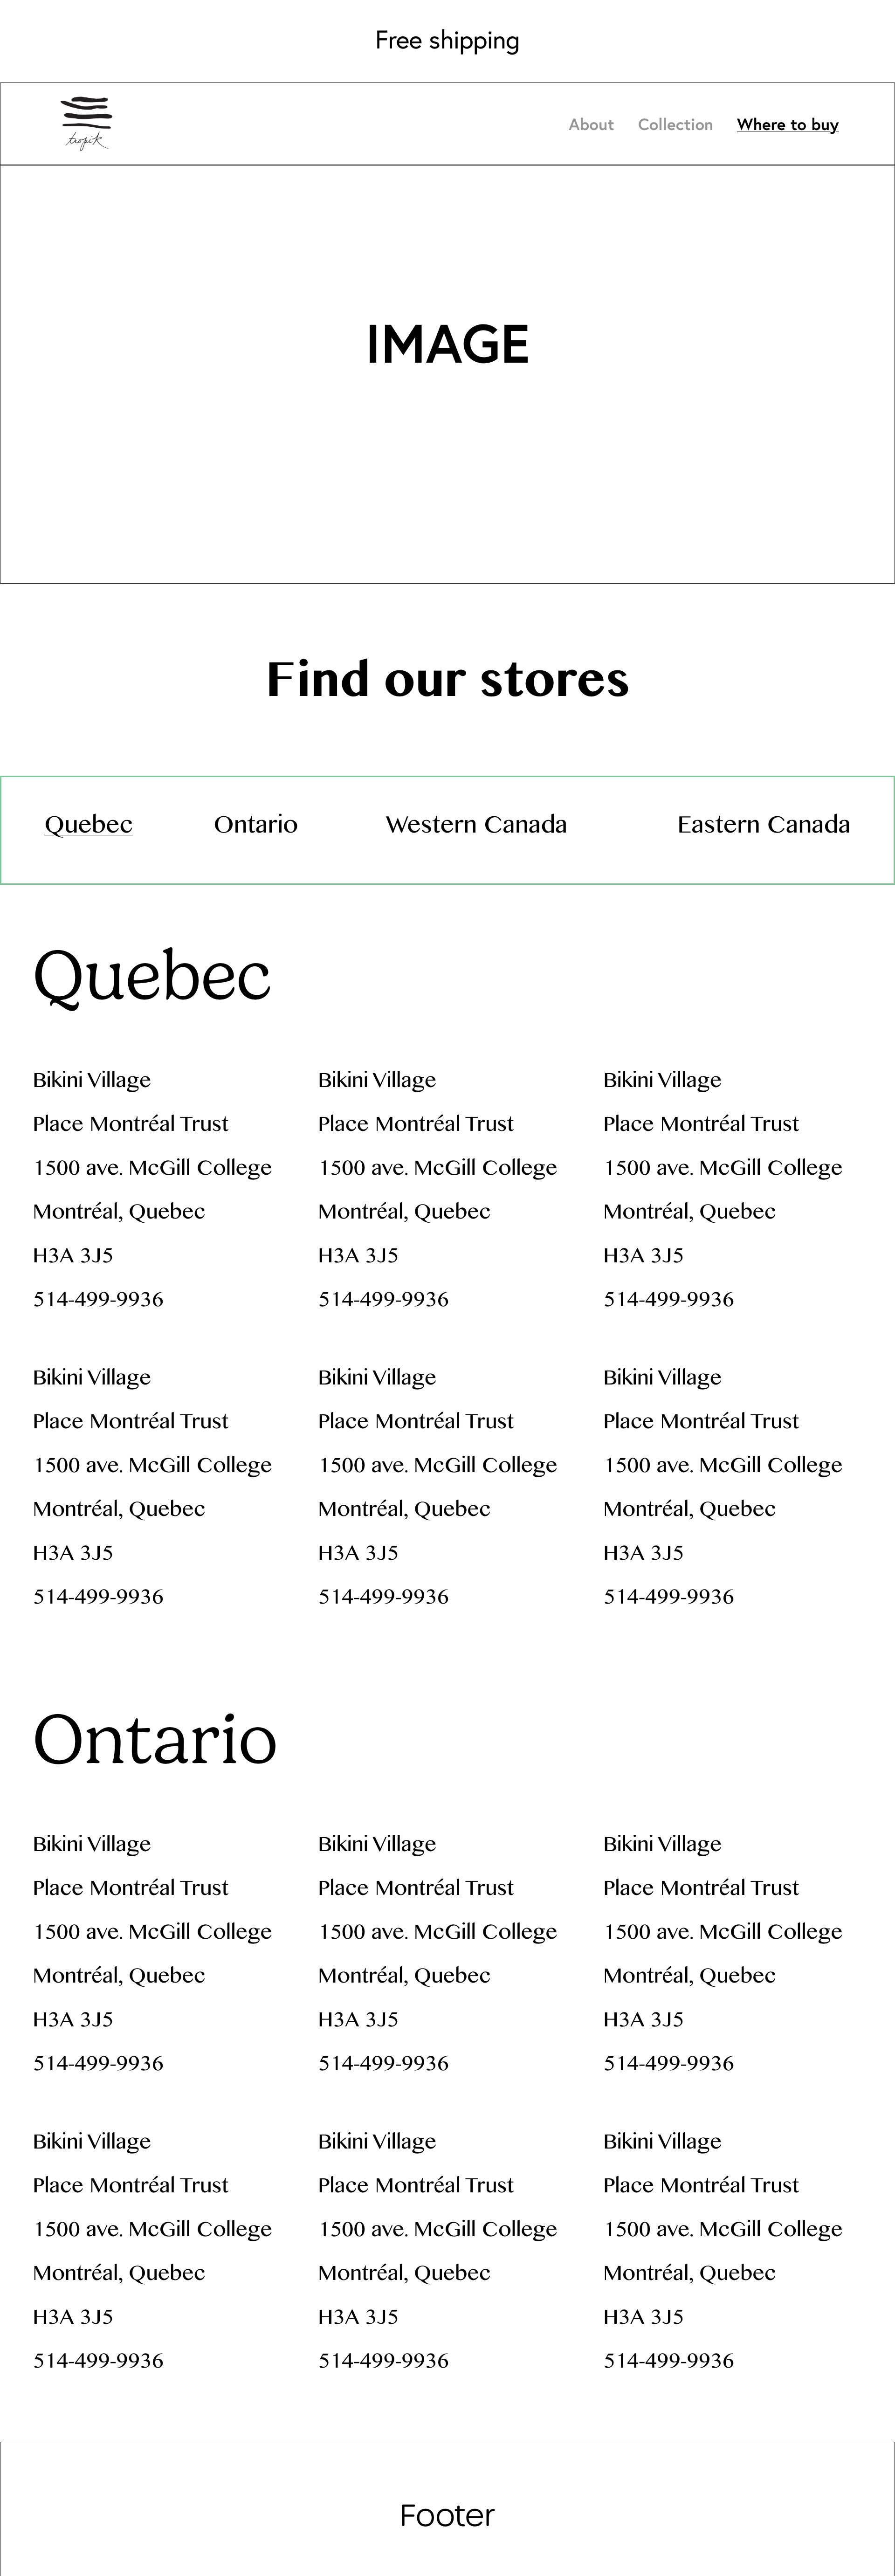 Free shipping
tropik
About Collection Where to buy
IMAGE
Find our stores
Quebec Ontario Western Canada Eastern Canada
Quebec
Bikini Village
Place Montréal Trust
1500 ave. McGill College
Montréal, Quebec
H3A 3J5
514-499-9936
Bikini Village
Place Montréal Trust
1500 ave. McGill College
Montréal, Quebec
H3A 3J5
514-499-9936
Bikini Village
Place Montréal Trust
1500 ave. McGill College
Montréal, Quebec
H3A 3J5
514-499-9936
Bikini Village
Place Montréal Trust
1500 ave. McGill College
Montréal, Quebec
H3A 3J5
514-499-9936
Bikini Village
Place Montréal Trust
1500 ave. McGill College
Montréal, Quebec
H3A 3J5
514-499-9936
Bikini Village
Place Montréal Trust
1500 ave. McGill College
Montréal, Quebec
H3A 3J5
514-499-9936
Ontario
Bikini Village
Place Montréal Trust
1500 ave. McGill College
Montréal, Quebec
H3A 3J5
514-499-9936
Bikini Village
Place Montréal Trust
1500 ave. McGill College
Montréal, Quebec
H3A 3J5
514-499-9936
Bikini Village
Place Montréal Trust
1500 ave. McGill College
Montréal, Quebec
H3A 3J5
514-499-9936
Bikini Village
Place Montréal Trust
1500 ave. McGill College
Montréal, Quebec
H3A 3J5
514-499-9936
Bikini Village
Place Montréal Trust
1500 ave. McGill College
Montréal, Quebec
H3A 3J5
514-499-9936
Bikini Village
Place Montréal Trust
1500 ave. McGill College
Montréal, Quebec
H3A 3J5
514-499-9936
Footer